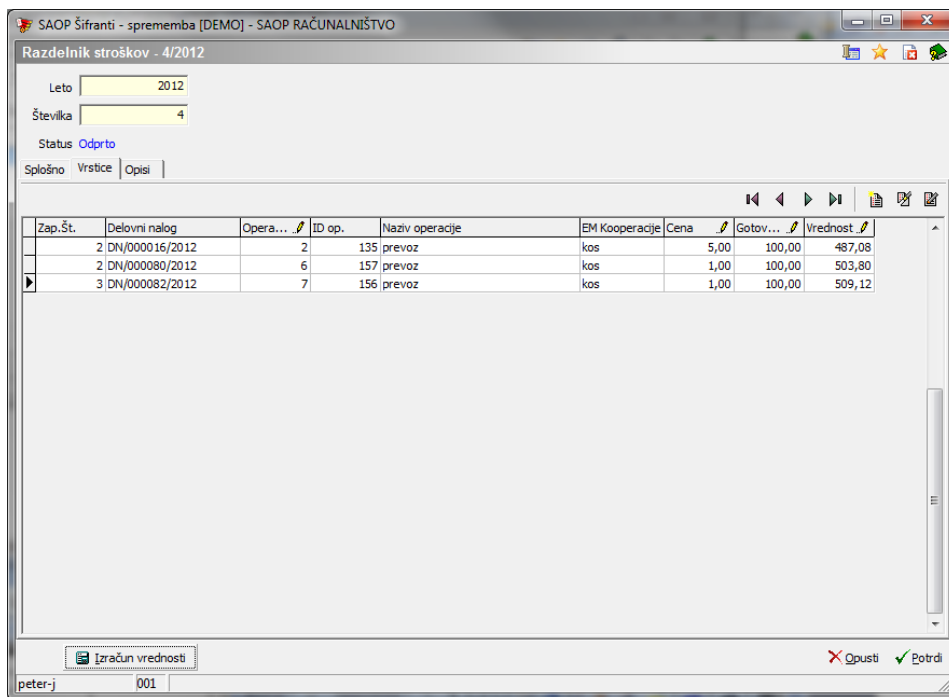 SAOP Šifranti - sprememba [DEMO] - SAOP RAČUNALNIŠTVO
Razdelnik stroškov - 4/2012
Leto 2012
Številka 4
Status Odprto
Splošno Vrstice Opisi
Zap.Št. Delovni nalog Opera... ID op. Naziv operacije EM Kooperacije Cena Gotov... Vrednost
2 DN/000016/2012 2 135 prevoz kos 5,00 100,00 487,08
2 DN/000080/2012 6 157 prevoz kos 1,00 100,00 503,80
3 DN/000082/2012 7 156 prevoz kos 1,00 100,00 509,12
Izračun vrednosti Opusti Potrdi
peter-j 001